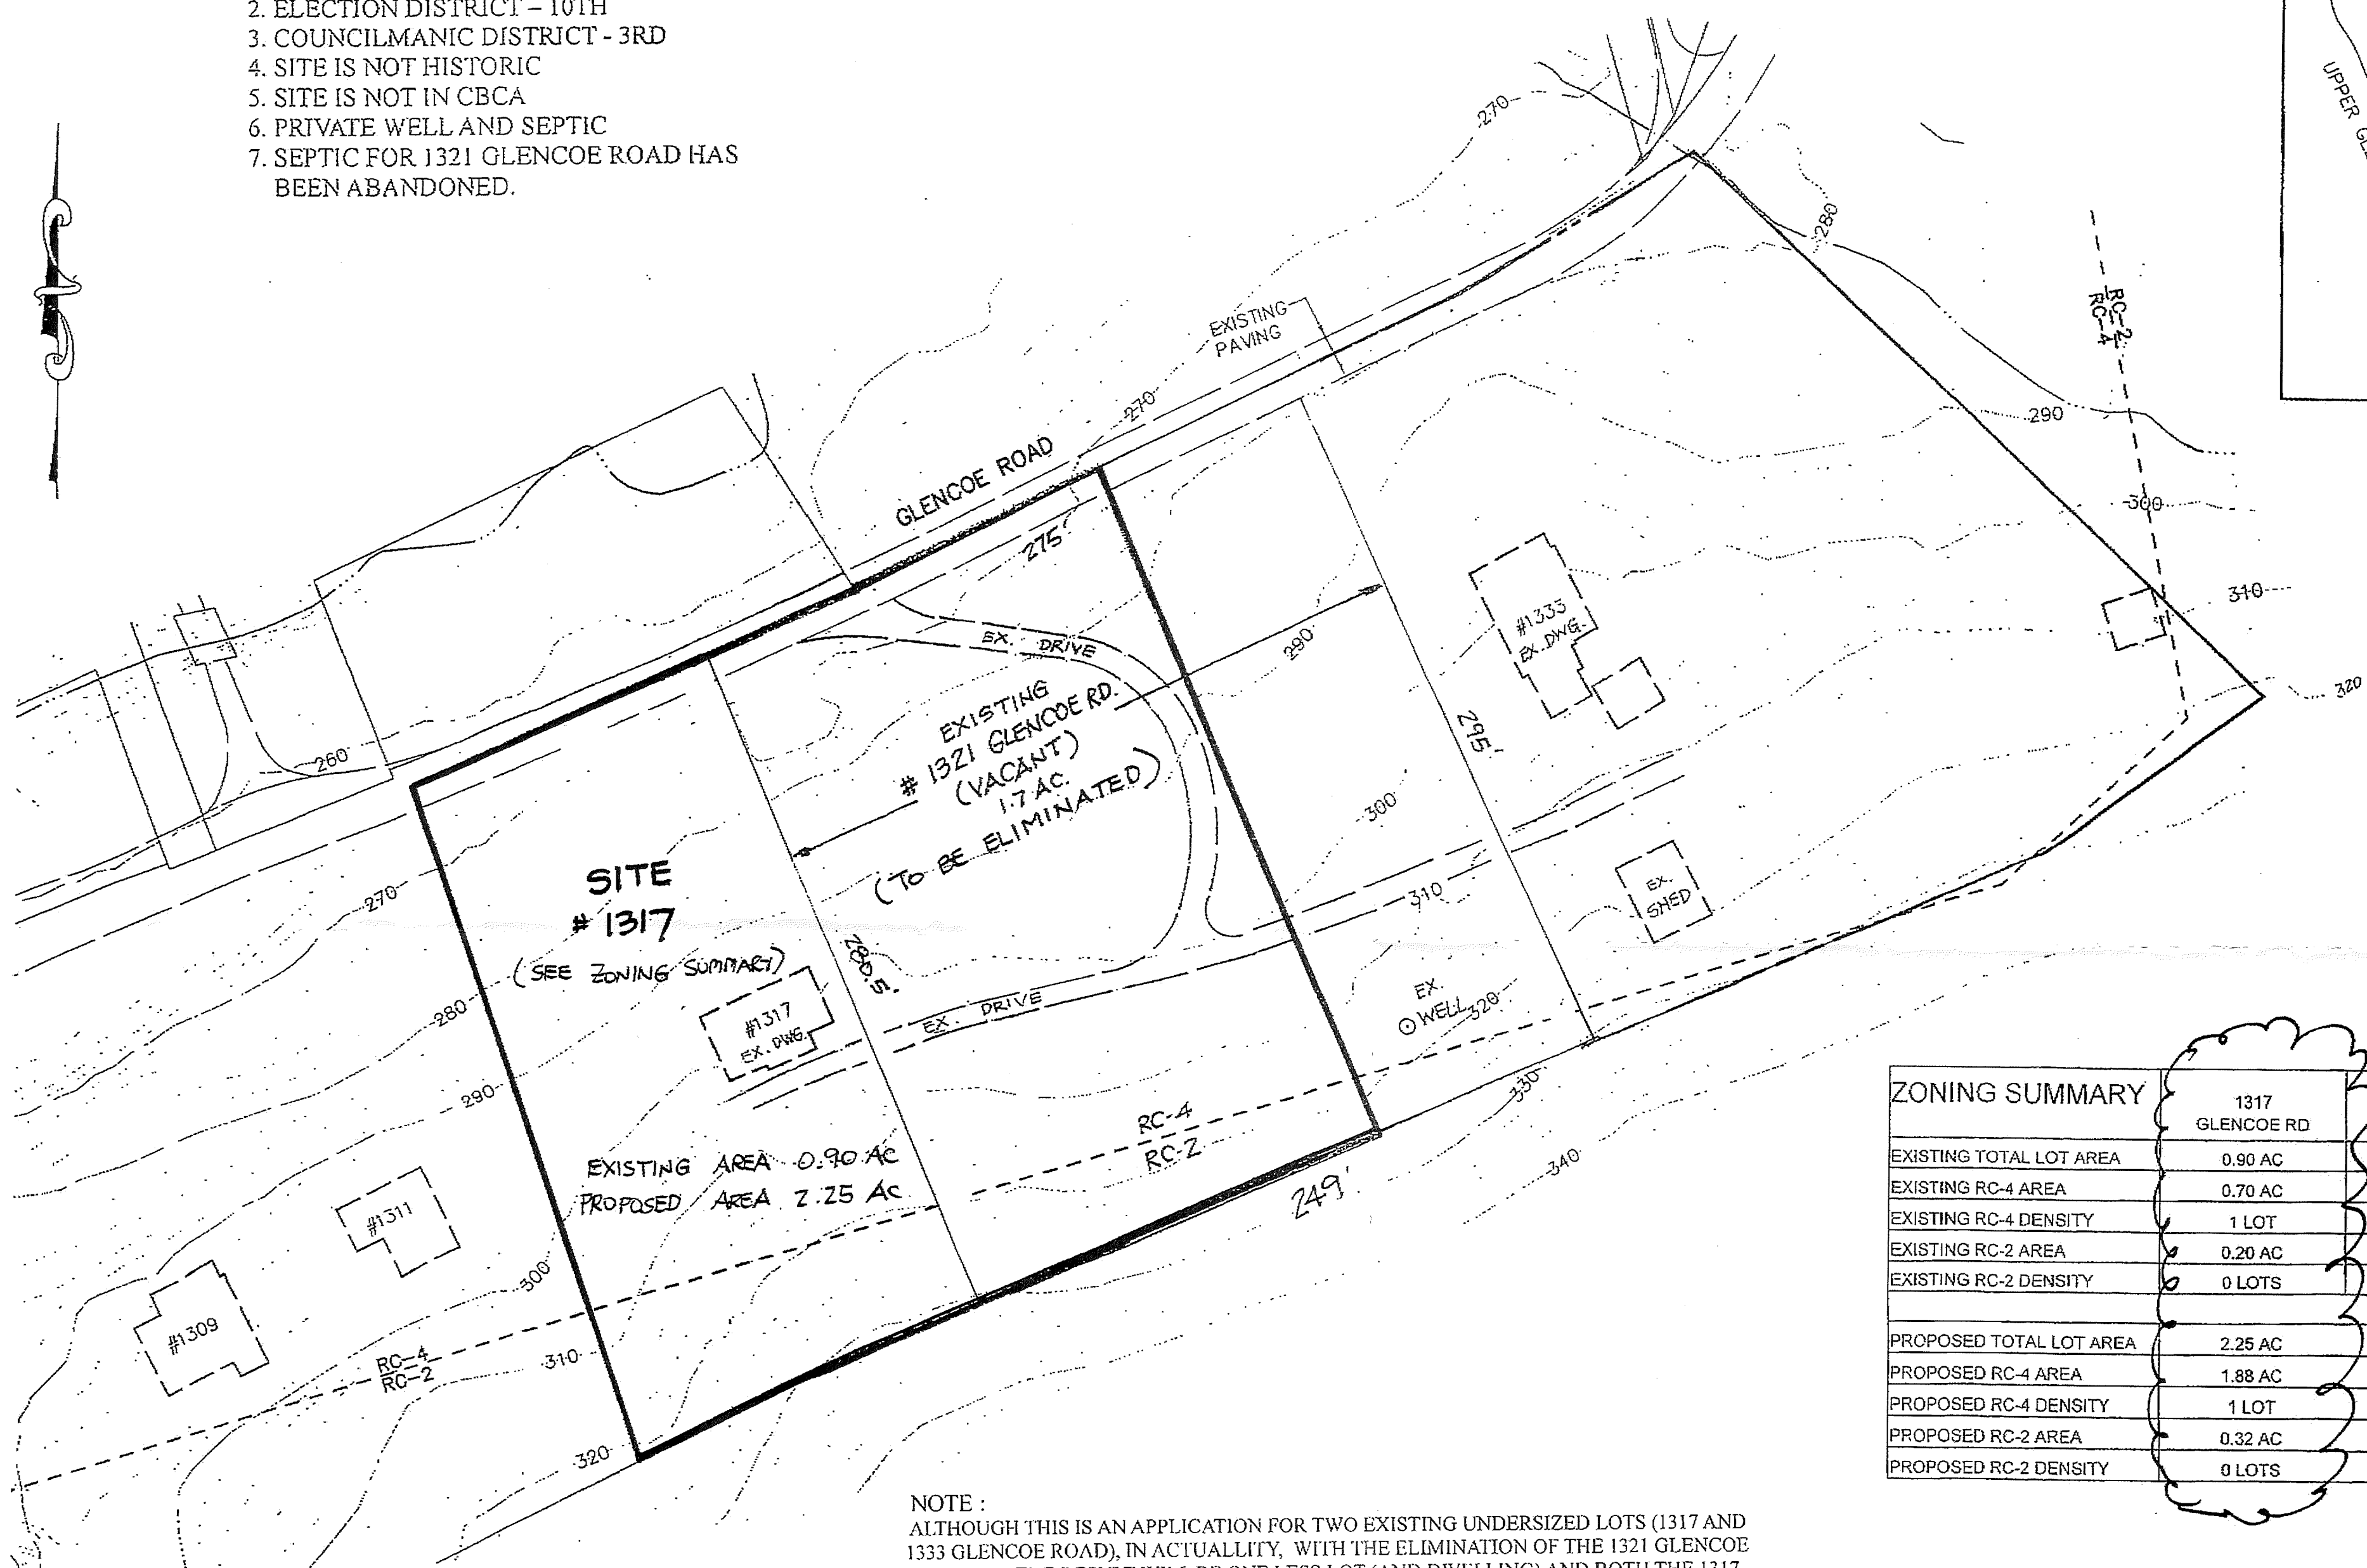 2. ELECTION DISTRICT – 10TH
3. COUNCILMANIC DISTRICT - 3RD
4. SITE IS NOT HISTORIC
5. SITE IS NOT IN CBCA
6. PRIVATE WELL AND SEPTIC
7. SEPTIC FOR 1321 GLENCOE ROAD HAS
BEEN ABANDONED.
UPPER
270
280
RC-2
RC-4
EXISTING
PAVING
290
270
GLENCOE ROAD
275'
300
310
320
EX. DRIVE
290
#1333
EX. DWG.
295'
EXISTING
# 1321 GLENCOE RD.
(VACANT)
1.7 AC.
(TO BE ELIMINATED)
260
300
270
SITE
# 1317
(SEE ZONING SUMMARY)
280.5'
310
EX.
SHED
280
#1317
EX. DWG.
EX. DRIVE
EX.
WELL
320
290
330
RC-4
RC-2
340
EXISTING AREA 0.90 AC
PROPOSED AREA 2.25 AC
249'
#1311
300
#1309
RC-4
RC-2
310
320
ZONING SUMMARY 1317
GLENCOE RD
EXISTING TOTAL LOT AREA 0.90 AC
EXISTING RC-4 AREA 0.70 AC
EXISTING RC-4 DENSITY 1 LOT
EXISTING RC-2 AREA 0.20 AC
EXISTING RC-2 DENSITY 0 LOTS
PROPOSED TOTAL LOT AREA 2.25 AC
PROPOSED RC-4 AREA 1.88 AC
PROPOSED RC-4 DENSITY 1 LOT
PROPOSED RC-2 AREA 0.32 AC
PROPOSED RC-2 DENSITY 0 LOTS
NOTE :
ALTHOUGH THIS IS AN APPLICATION FOR TWO EXISTING UNDERSIZED LOTS (1317 AND
1333 GLENCOE ROAD), IN ACTUALLITY, WITH THE ELIMINATION OF THE 1321 GLENCOE
ONE LESS LOT (AND DWELLING) AND BOTH THE 1317